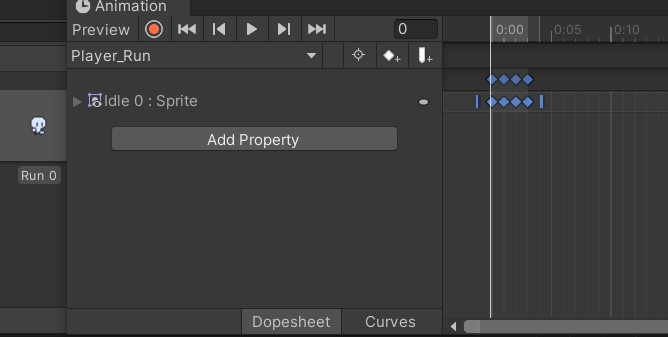 Animation
Preview
0
0:00
0:05
0:10
Player_Run
Idle 0 : Sprite
Add Property
Run 0
Dopesheet
Curves